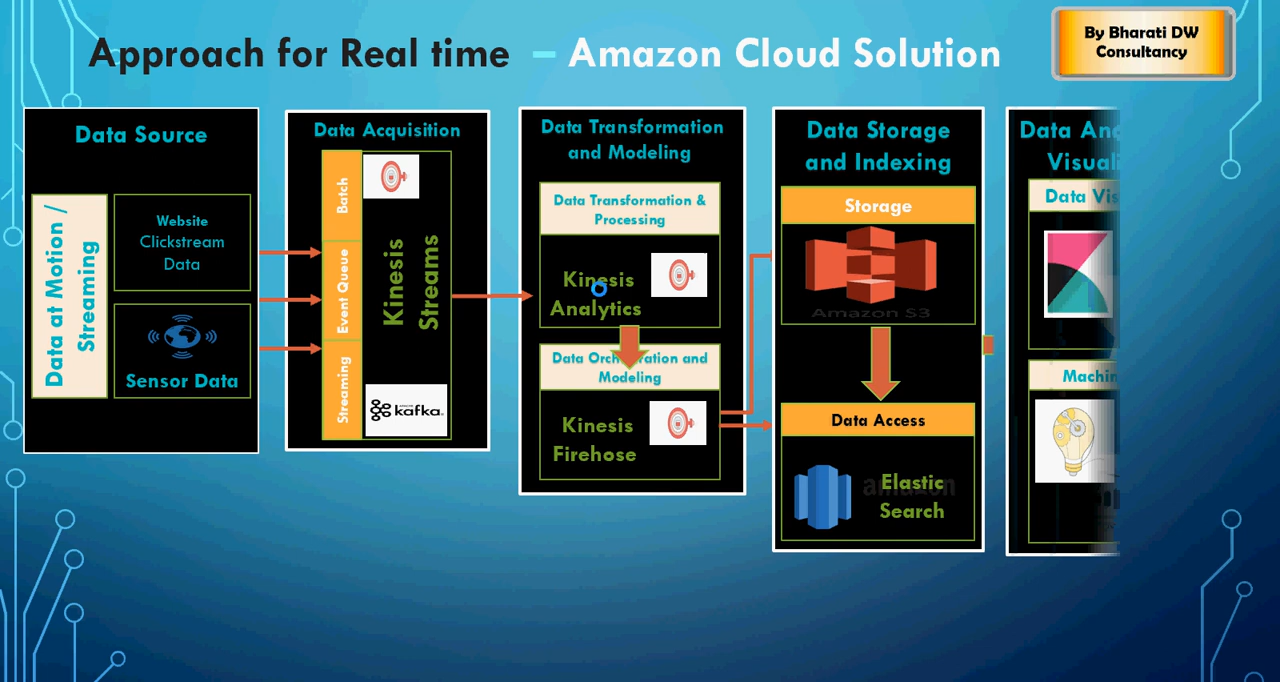 Approach for Real time – Amazon Cloud Solution
By Bharati DW
Consultancy
Data Source
Data at Motion /
Streaming
Website
Clickstream
Data
Sensor Data
Data Acquisition
Batch
Event Queue
Streaming
Kinesis
Streams
kafka
Data Transformation
and Modeling
Data Transformation &
Processing
Kinesis
Analytics
Modeling
Kinesis
Firehose
Data Storage
and Indexing
Storage
Amazon S3
Data Access
amazon
Elastic
Search
Data
Data